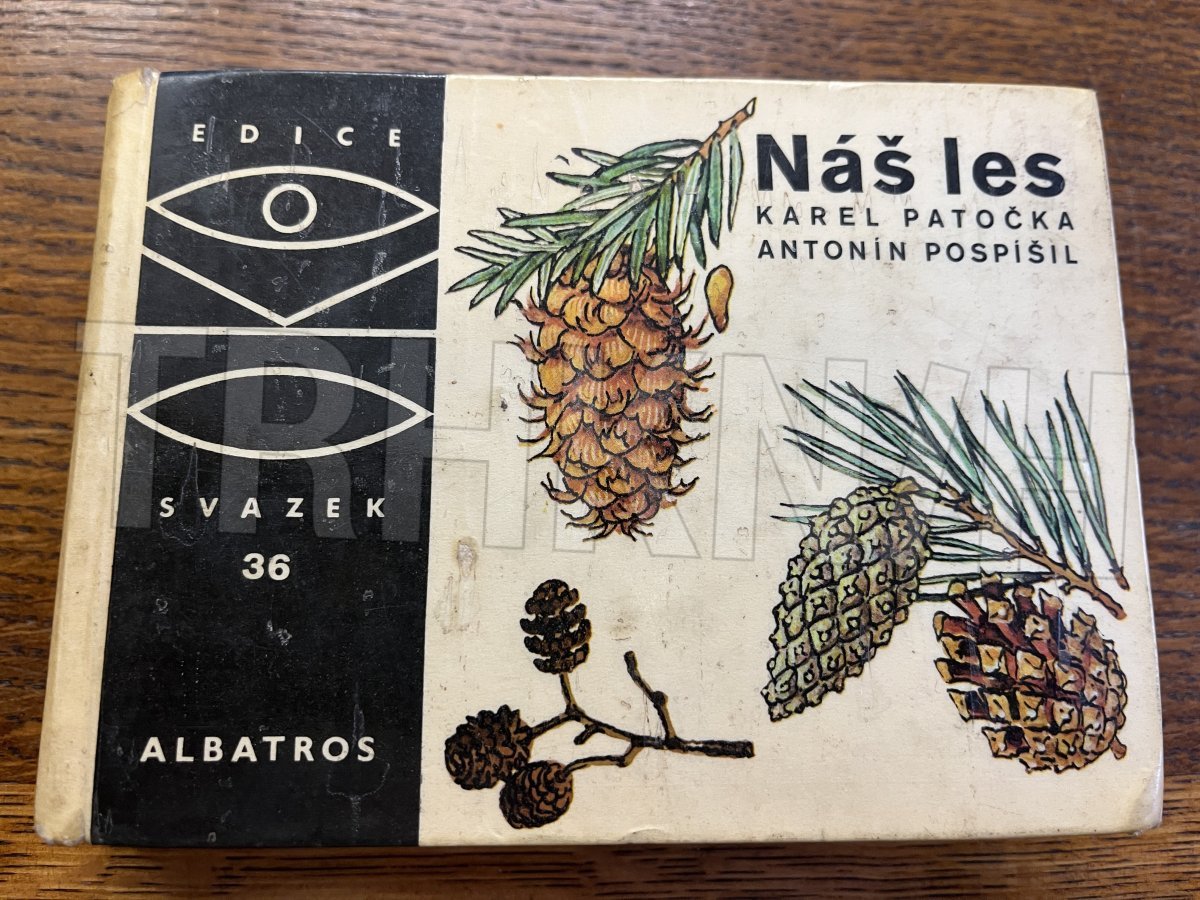 EDICE
SVAZEK
36
ALBATROS
Náš les
KAREL PATOČKA
ANTONÍN POSPÍŠIL